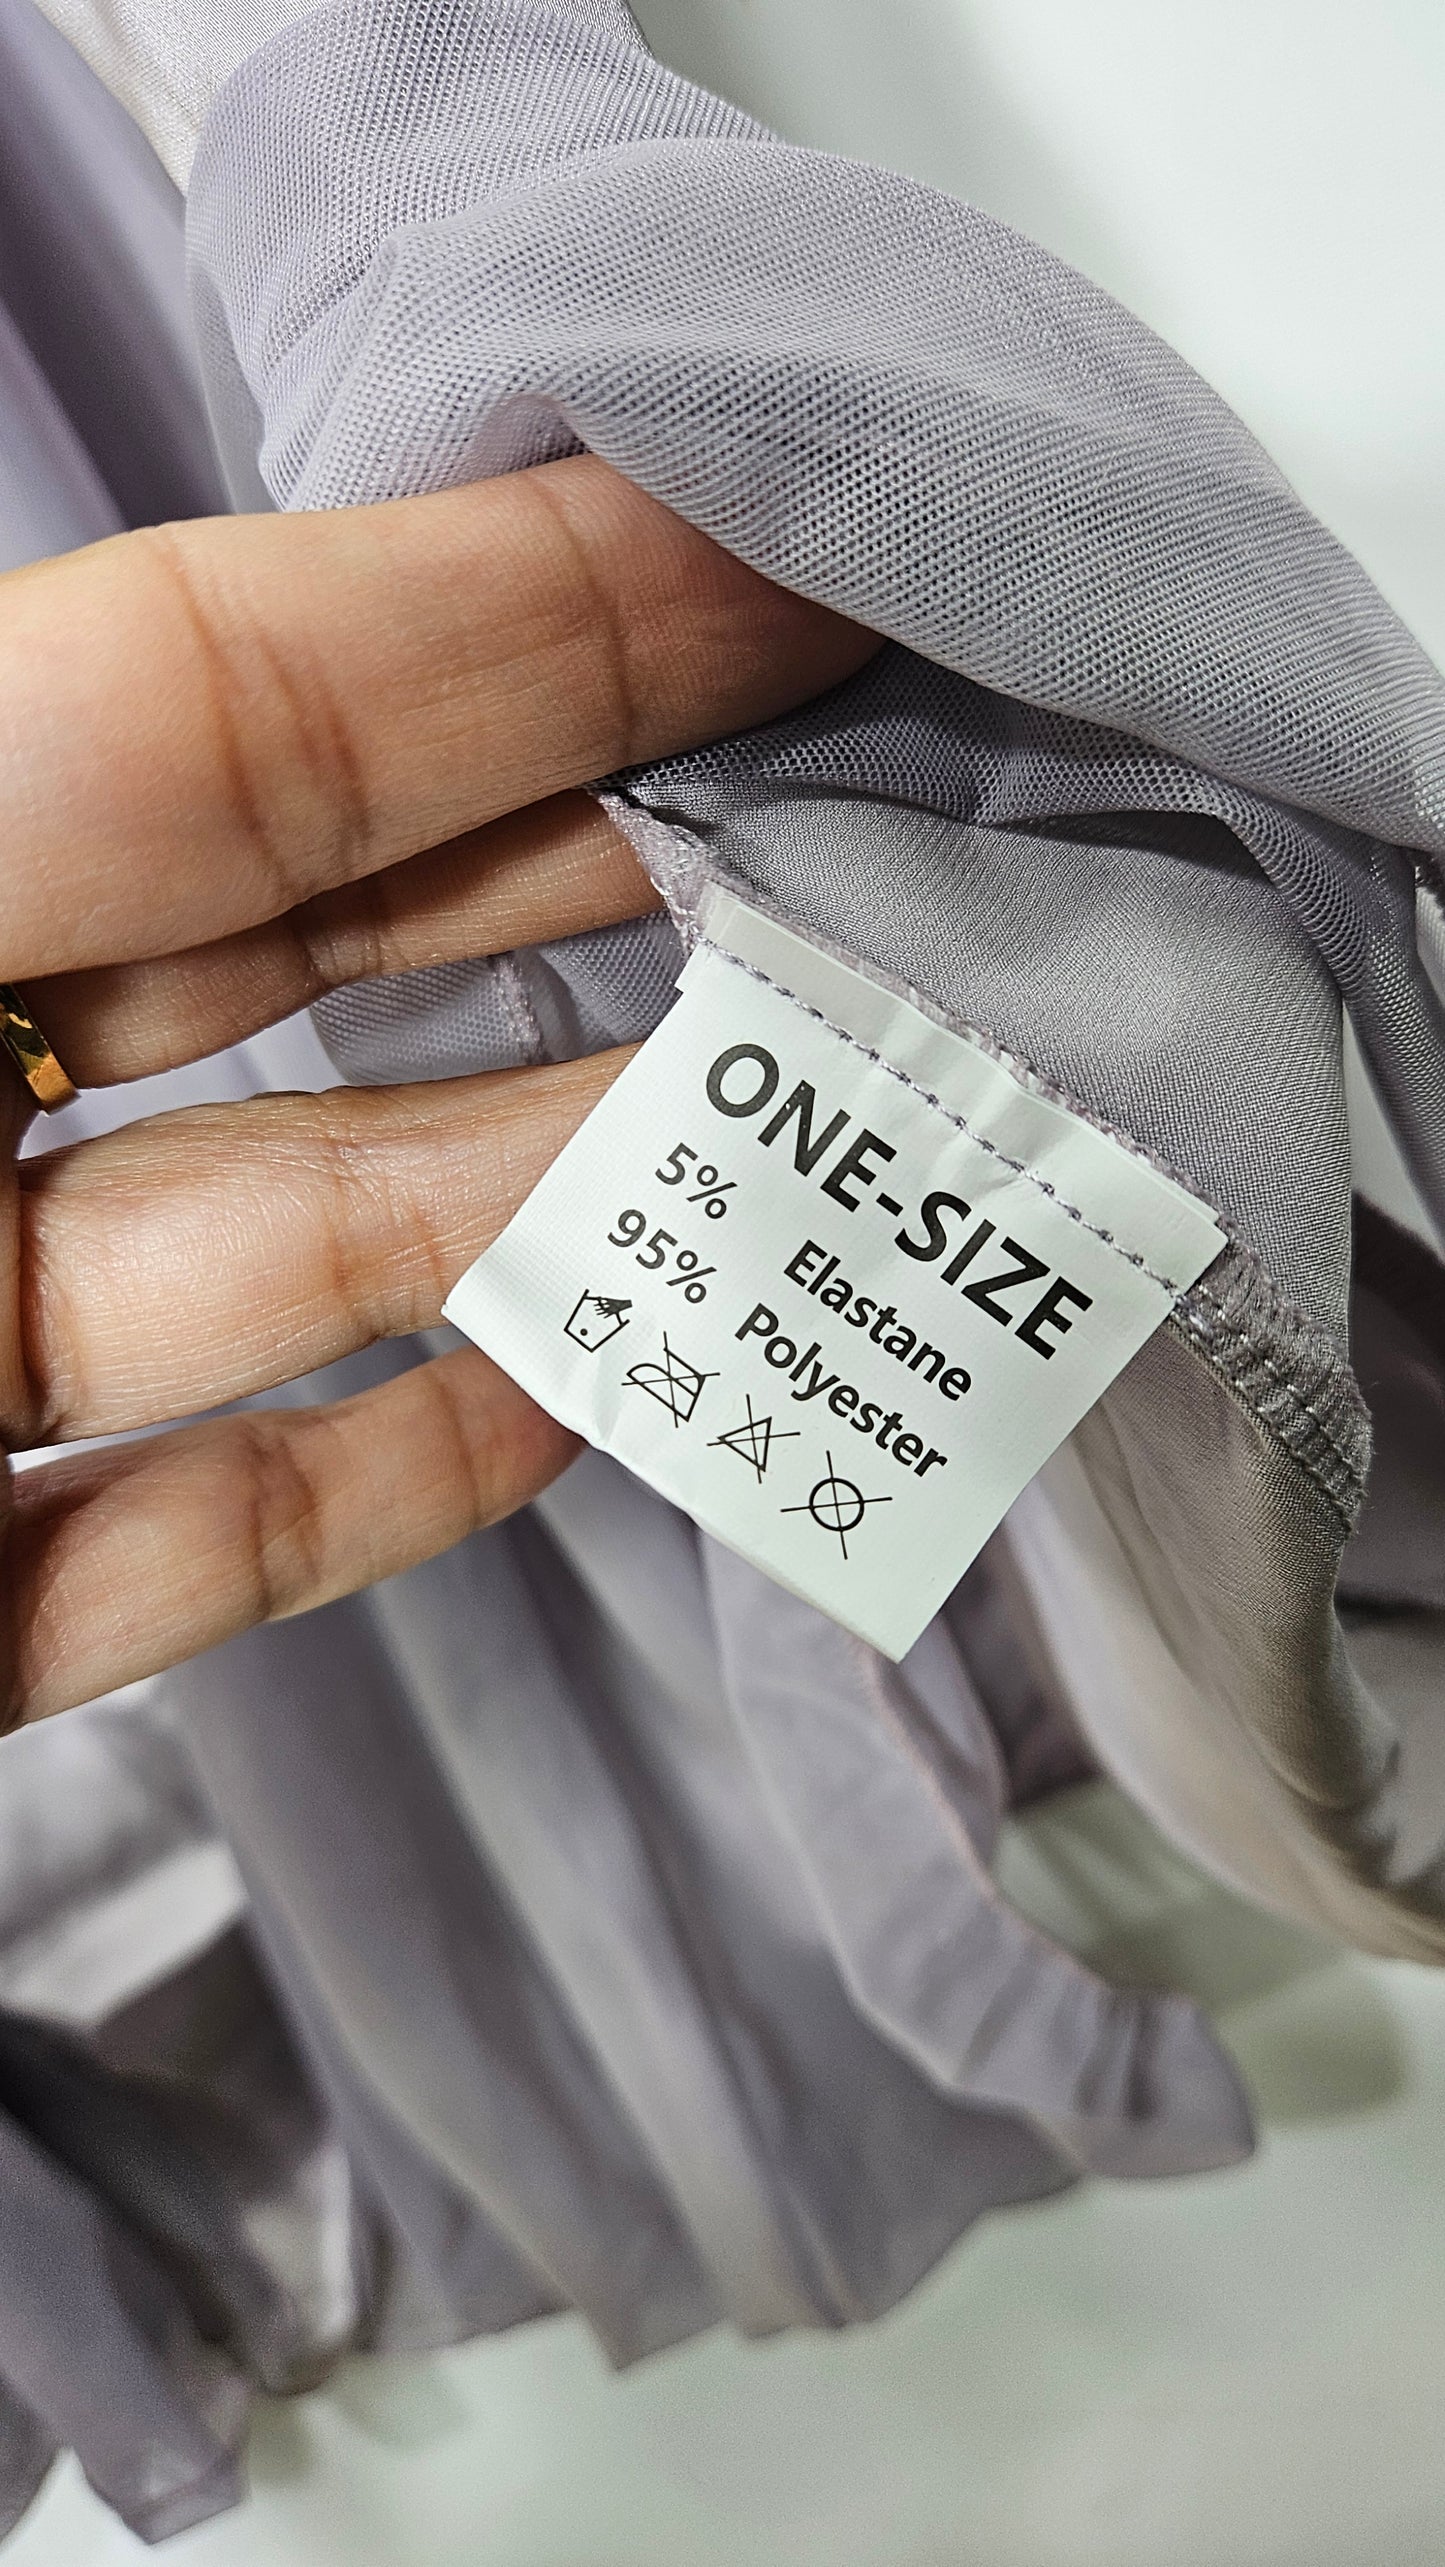 ONE-SIZE
5% Elastane
95% Polyester